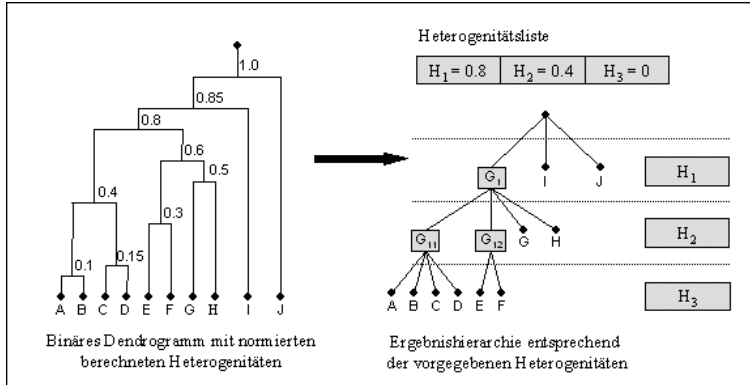 Heterogenitätsliste
H1 = 0.8 H2 = 0.4 H3 = 0
1.0
0.85
0.8
0.6
0.5
0.4
0.3
0.15
0.1
A B C D E F G H I J
G1 I J H1
G11 G12 G H H2
A B C D E F H3
Binäres Dendrogramm mit normierten
berechneten Heterogenitäten
Ergebnishierarchie entsprechend
der vorgegebenen Heterogenitäten